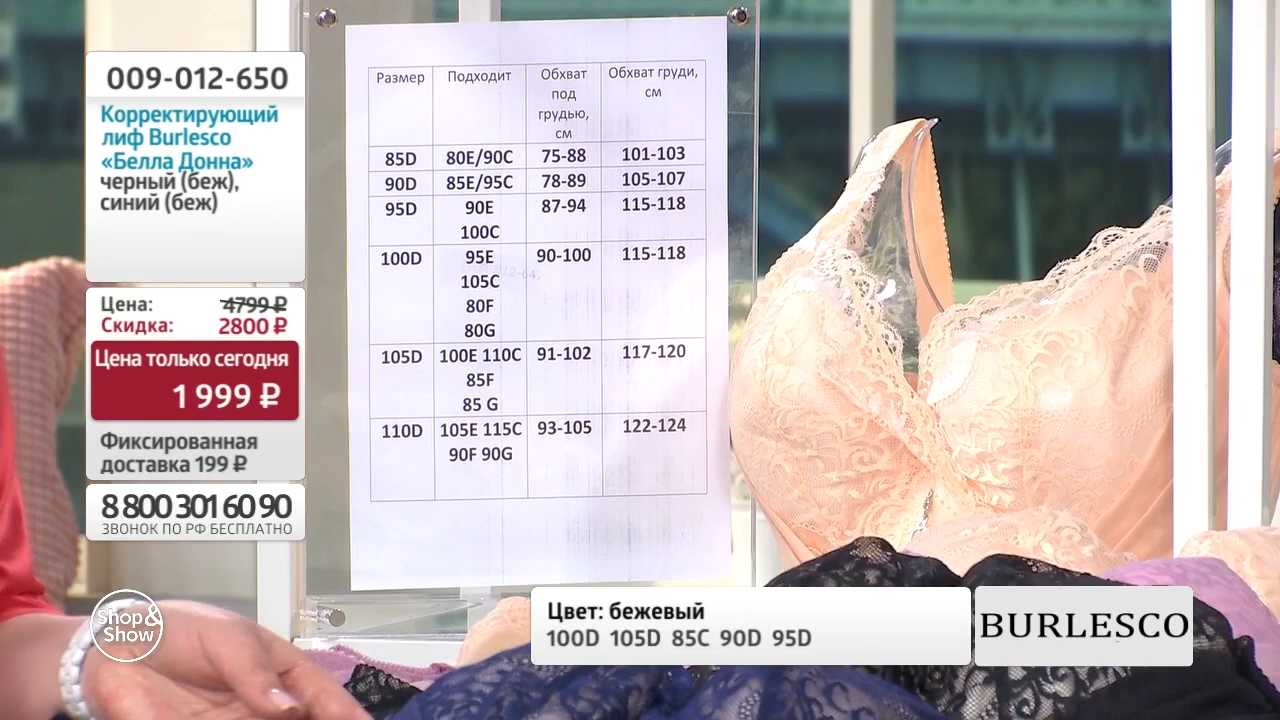 009-012-650
Корректирующий
лиф Burlesco
«Белла Донна»
черный (беж),
синий (беж)
Цена: 4799 ₽
Скидка: 2800 ₽
Цена только сегодня
1 999 ₽
Фиксированная
доставка 199 ₽
8 800 301 60 90
ЗВОНОК ПО РФ БЕСПЛАТНО
Shop&
Show
Размер Подходит Обхват под грудью, см Обхват груди, см
85D 80E/90C 75-88 101-103
90D 85E/95C 78-89 105-107
95D 90E 87-94 115-118
100C
100D 95E 90-100 115-118
105C
80F
80G
105D 100E 110C 91-102 117-120
85F
85 G
110D 105E 115C 93-105 122-124
90F 90G
Цвет: бежевый
100D 105D 85C 90D 95D
BURLESCO